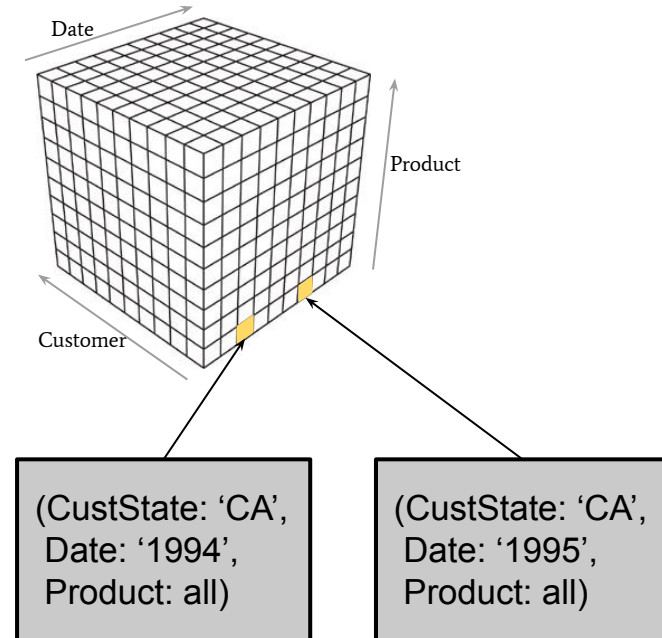 Date
Product
Customer
(CustState: ‘CA’,
Date: ‘1994’,
Product: all)
(CustState: ‘CA’,
Date: ‘1995’,
Product: all)